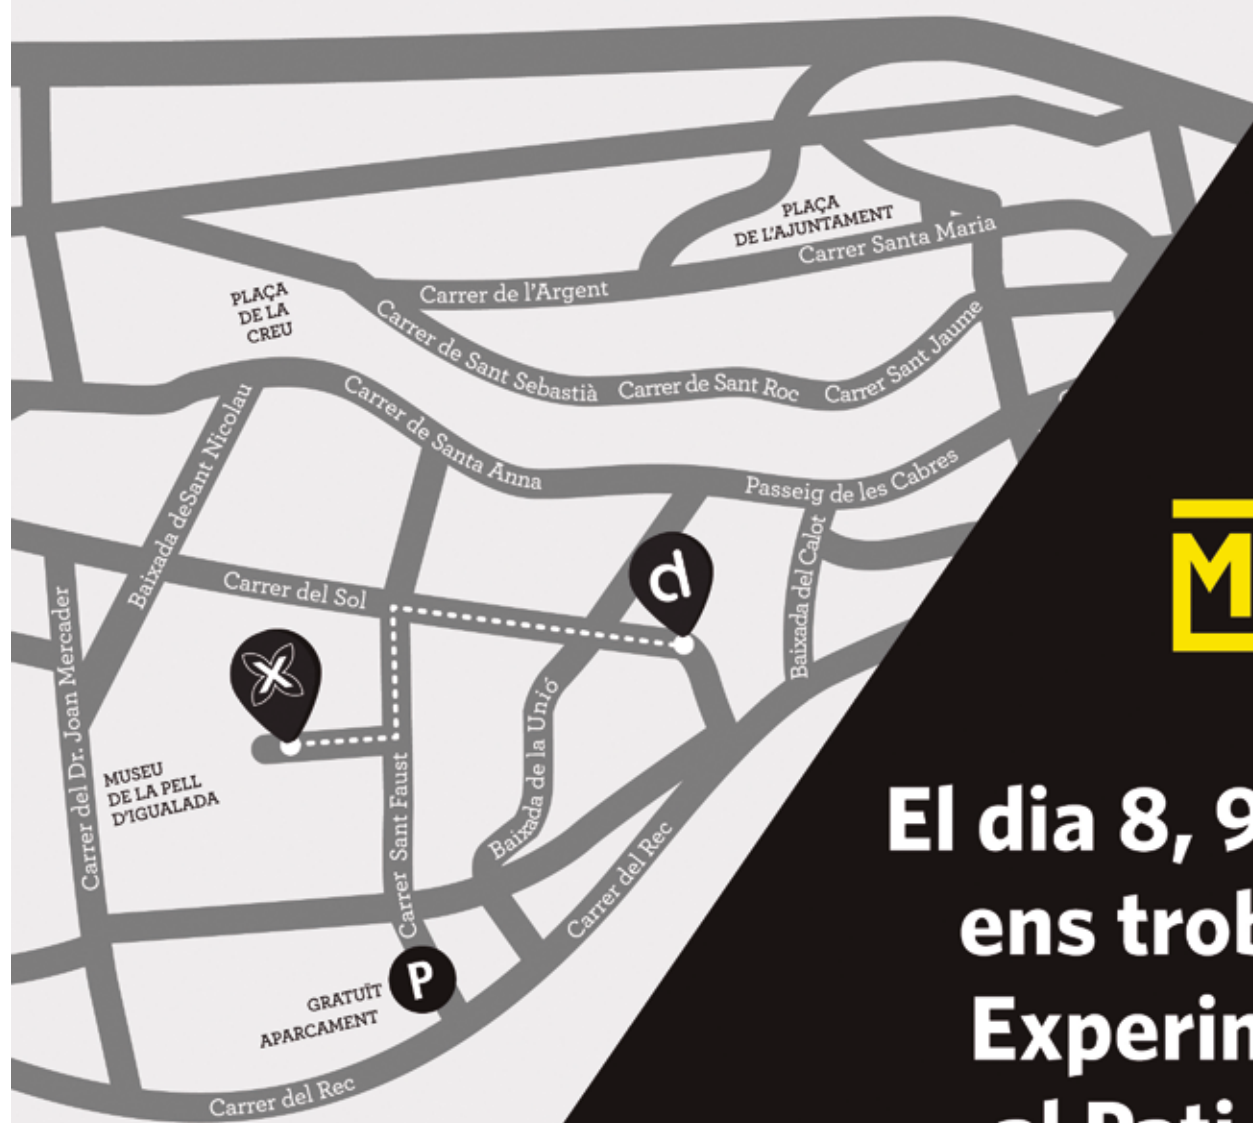 PLAÇA
DE L'AJUNTAMENT
Carrer Santa Maria
Carrer de l'Argent
PLAÇA
DE LA
CREU
Carrer de Sant Sebastià
Carrer de Sant Roc
Carrer Sant Jaume
Carrer de Santa Anna
Passeig de les Cabres
Baixada deSant Nicolau
Baixada del Calot
Carrer del Sol
d
M
Carrer del Dr. Joan Mercader
X
Baixada de la Unió
MUSEU
DE LA PELL
D'IGUALADA
Carrer Sant Faust
Carrer del Rec
P
GRATUÏT
APARCAMENT
Carrer del Rec
El dia 8, 9
ens trob
Experim
al Pati